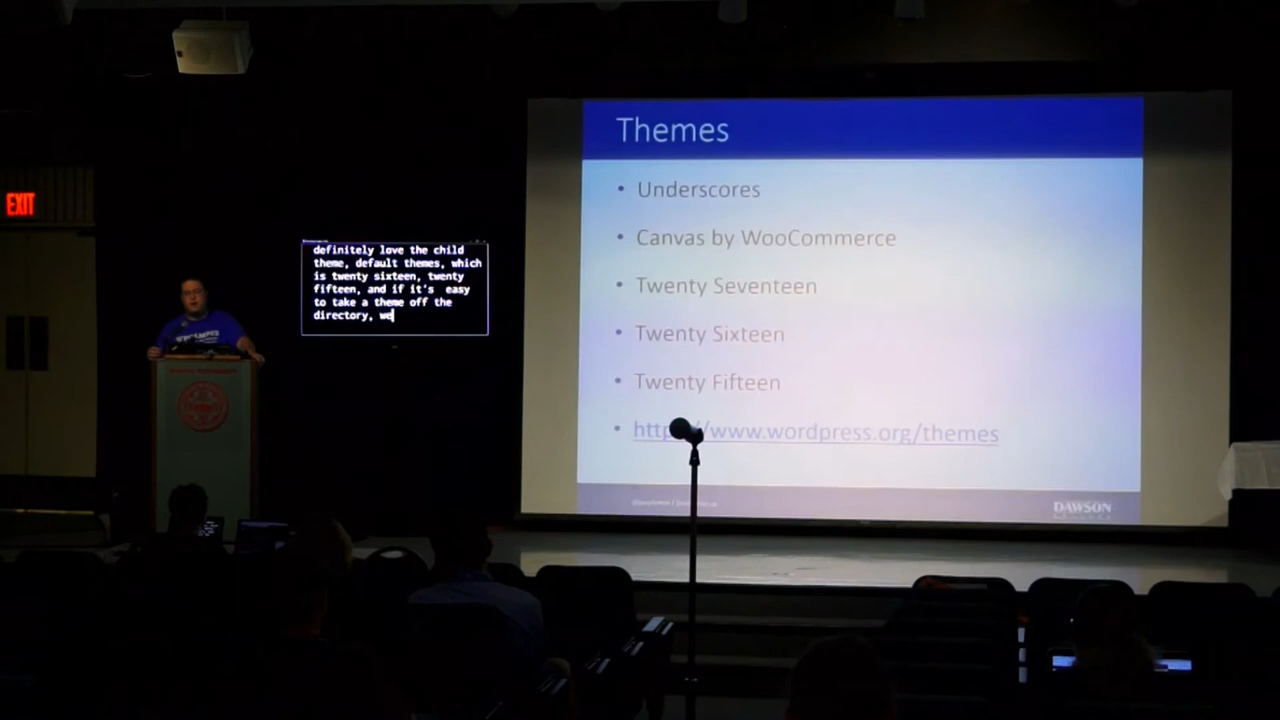 EXIT
definitely love the child
theme, default themes, which
is twenty sixteen, twenty
fifteen, and if it's easy
to take a theme off the
directory, we
Themes
• Underscores
• Canvas by WooCommerce
• Twenty Seventeen
• Twenty Sixteen
• Twenty Fifteen
• http://www.wordpress.org/themes
DAWSON